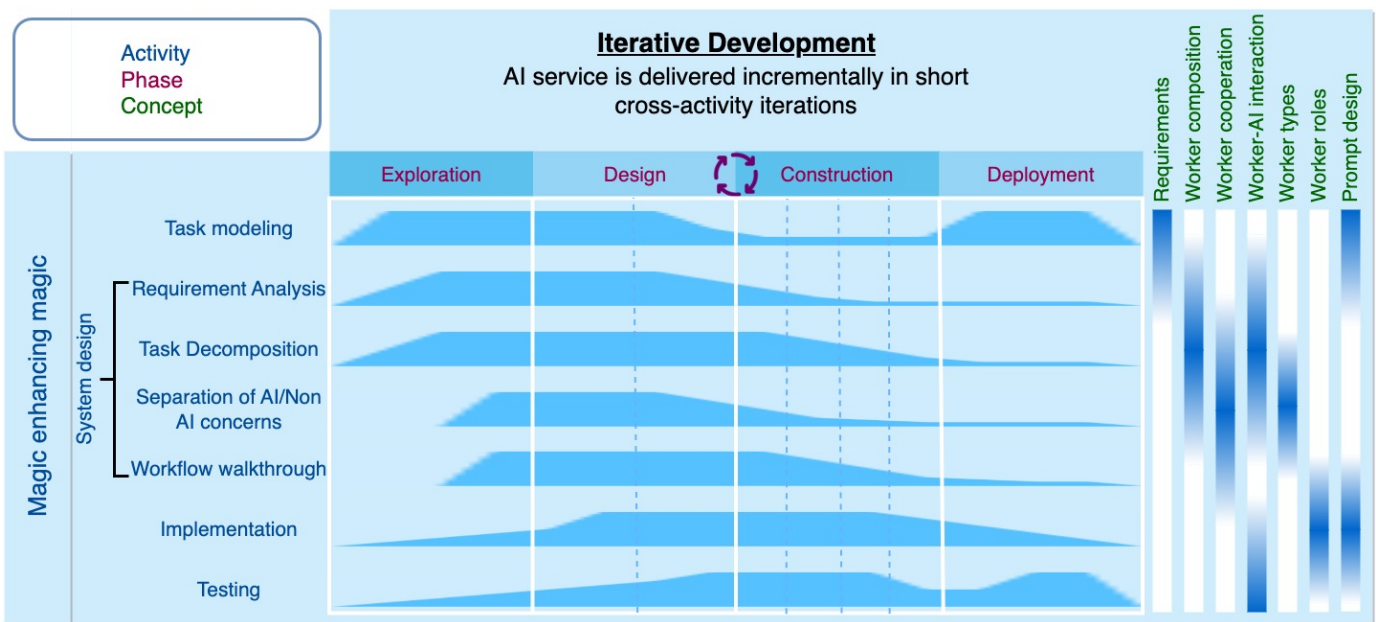 Activity
Phase
Concept
Iterative Development
AI service is delivered incrementally in short
cross-activity iterations
Requirements
Worker composition
Worker cooperation
Worker-AI interaction
Worker types
Worker roles
Prompt design
Exploration
Design
Construction
Deployment
Magic enhancing magic
System design
Task modeling
Requirement Analysis
Task Decomposition
Separation of AI/Non
AI concerns
Workflow walkthrough
Implementation
Testing